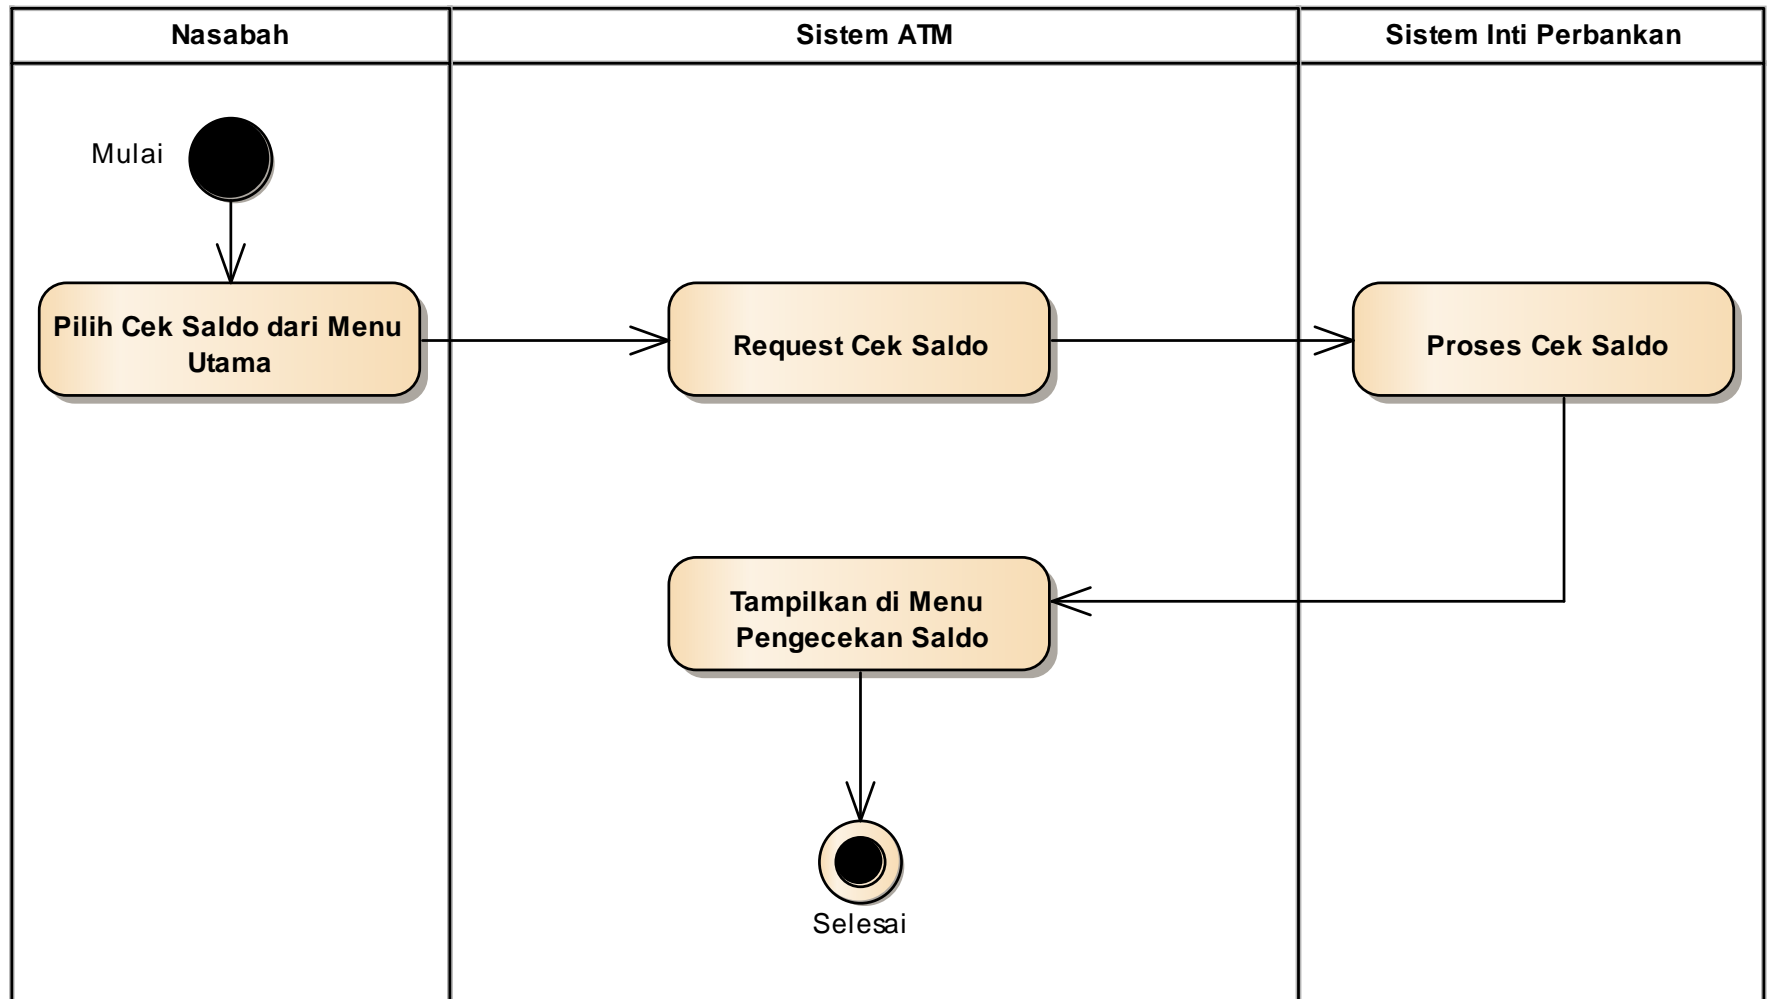 Nasabah
Sistem ATM
Sistem Inti Perbankan
Mulai
Pilih Cek Saldo dari Menu
Utama
Request Cek Saldo
Proses Cek Saldo
Tampilkan di Menu
Pengecekan Saldo
Selesai